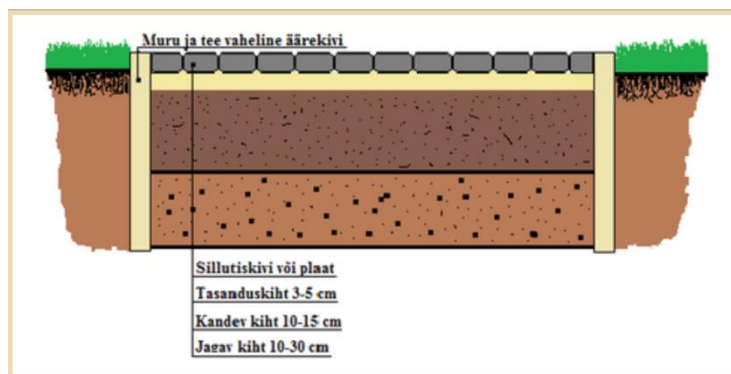 Muru ja tee vaheline äärekivi
Sillutiskivi või plaat
Tasanduskiht 3-5 cm
Kandev kiht 10-15 cm
Jagav kiht 10-30 cm